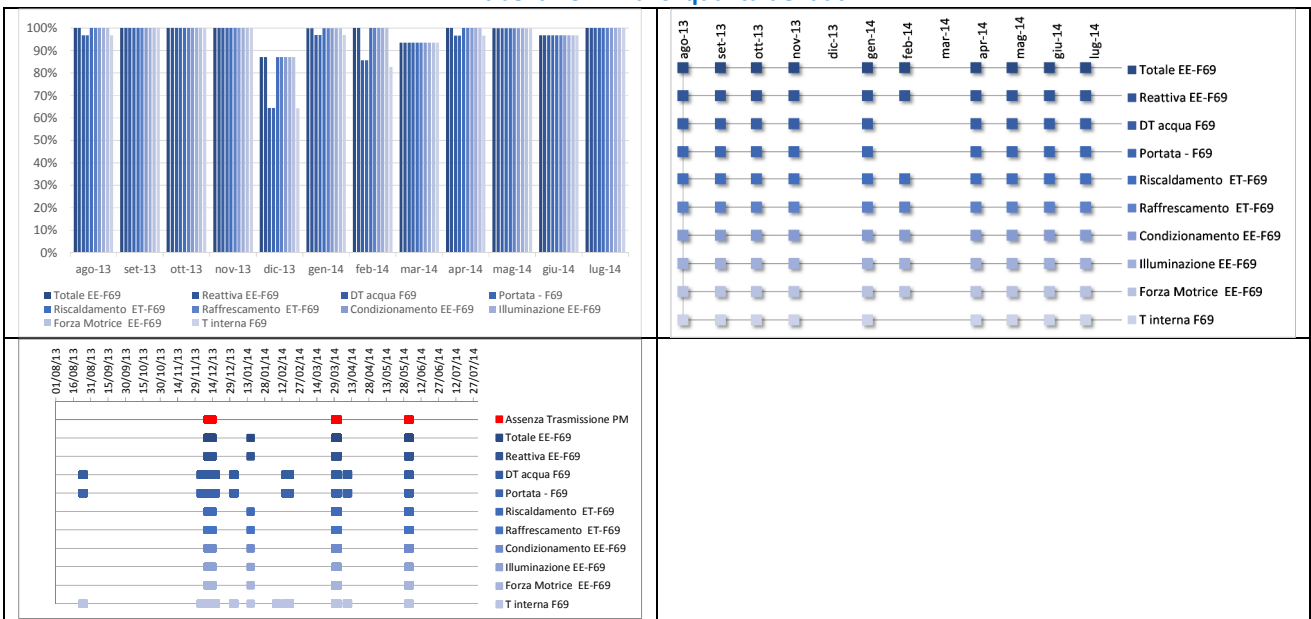 100%
90%
80%
70%
60%
50%
40%
30%
20%
10%
0%
ago-13 set-13 ott-13 nov-13 dic-13 gen-14 feb-14 mar-14 apr-14 mag-14 giu-14 lug-14
Totale EE-F69 Reattiva EE-F69 DT acqua F69 Portata - F69
Riscaldamento ET-F69 Raffrescamento ET-F69 Condizionamento EE-F69 Illuminazione EE-F69
Forza Motrice EE-F69 T interna F69
ago-13 set-13 ott-13 nov-13 dic-13 gen-14 feb-14 mar-14 apr-14 mag-14 giu-14 lug-14
Totale EE-F69
Reattiva EE-F69
DT acqua F69
Portata - F69
Riscaldamento ET-F69
Raffrescamento ET-F69
Condizionamento EE-F69
Illuminazione EE-F69
Forza Motrice EE-F69
T interna F69
01/08/13 16/08/13 31/08/13 15/09/13 30/09/13 15/10/13 30/10/13 14/11/13 29/11/13 14/12/13 29/12/13 13/01/14 28/01/14 12/02/14 27/02/14 14/03/14 29/03/14 13/04/14 28/04/14 13/05/14 28/05/14 12/06/14 27/06/14 12/07/14 27/07/14
Assenza Trasmissione PM
Totale EE-F69
Reattiva EE-F69
DT acqua F69
Portata - F69
Riscaldamento ET-F69
Raffrescamento ET-F69
Condizionamento EE-F69
Illuminazione EE-F69
Forza Motrice EE-F69
T interna F69